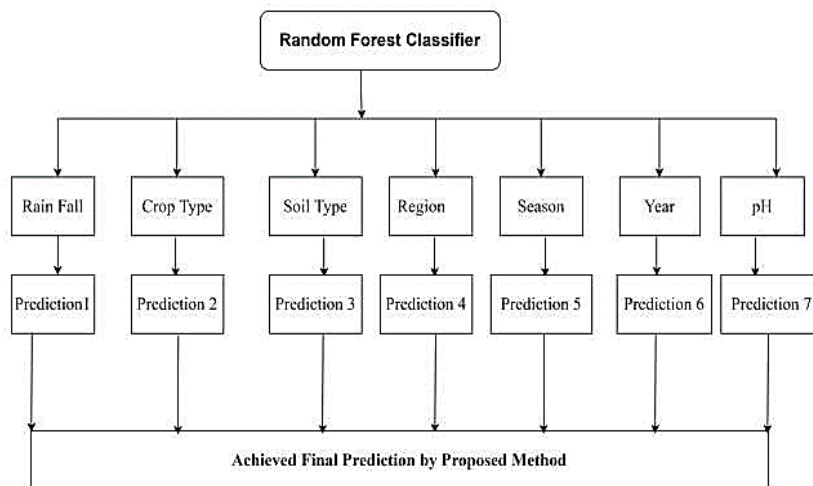 Random Forest Classifier
Rain Fall
Crop Type
Soil Type
Region
Season
Year
pH
Prediction1
Prediction 2
Prediction 3
Prediction 4
Prediction 5
Prediction 6
Prediction 7
Achieved Final Prediction by Proposed Method